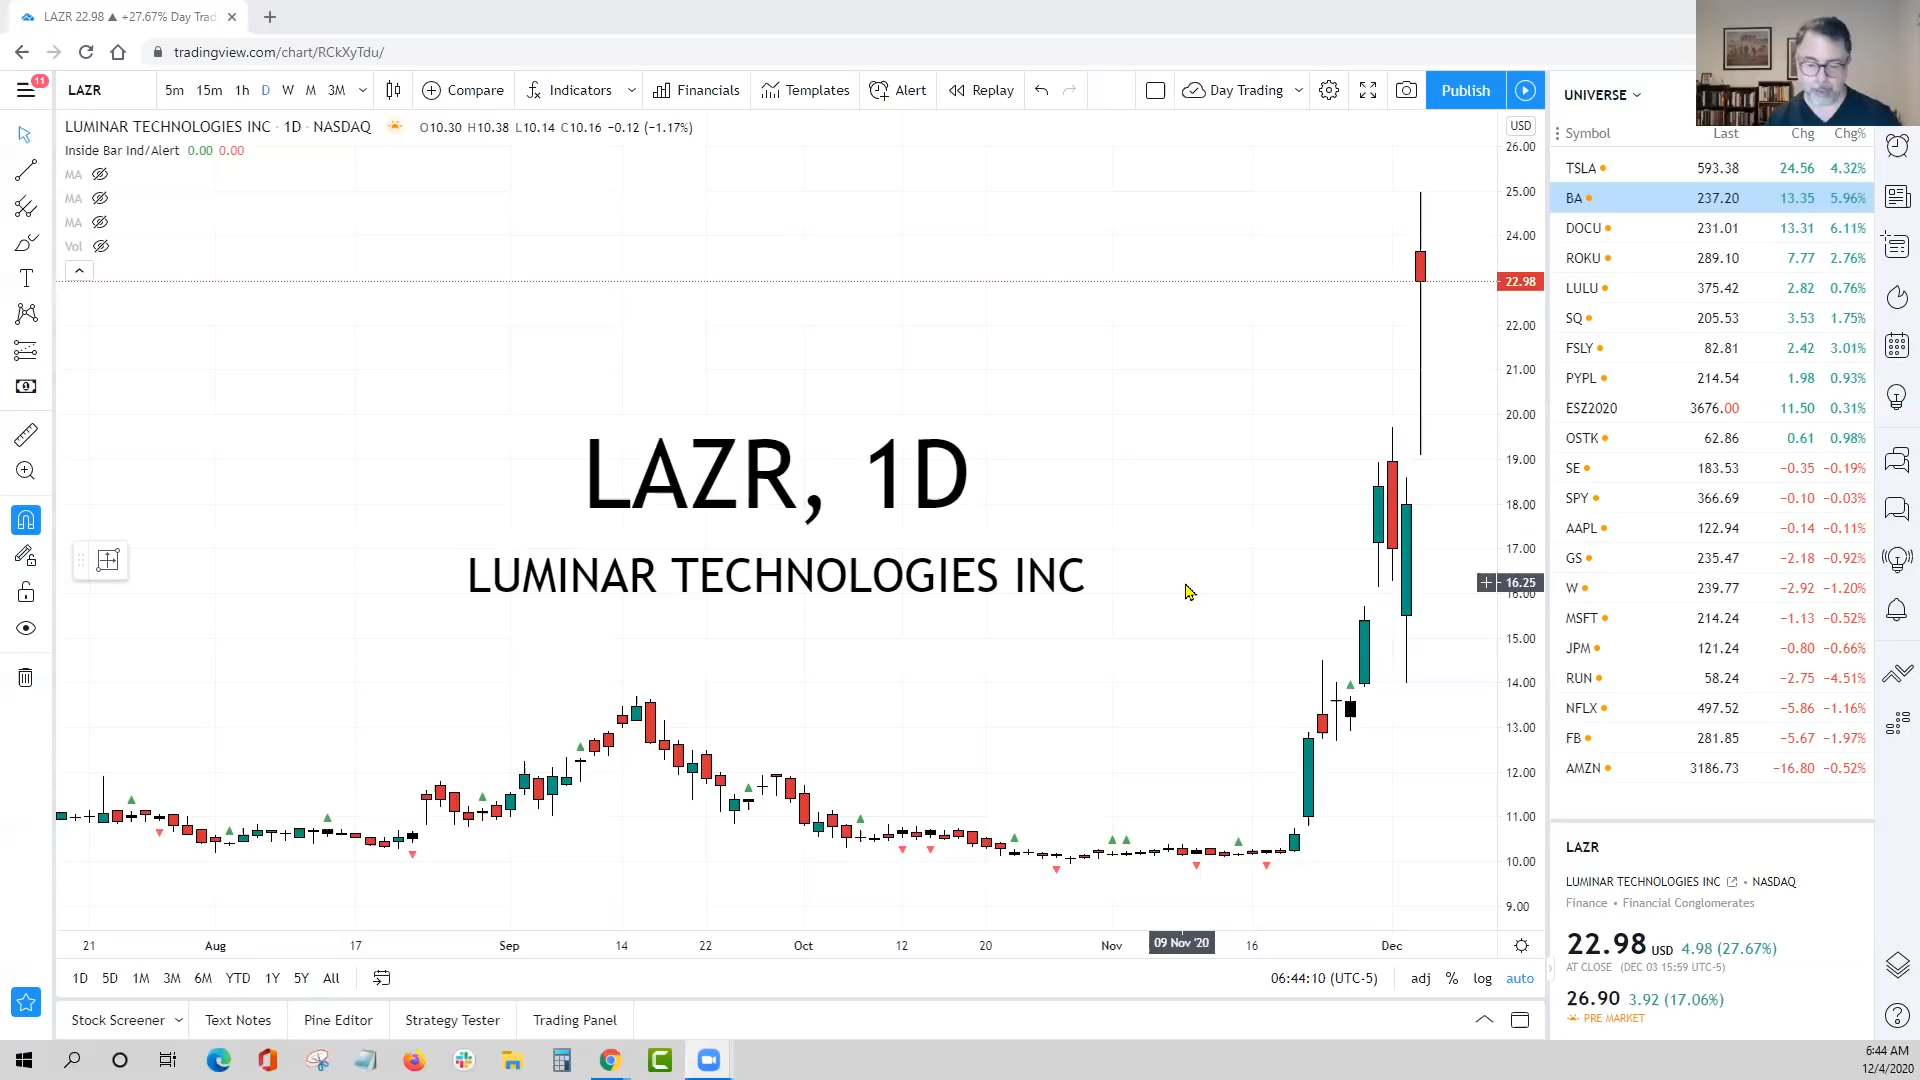 LAZR 22.98 ▲ +27.67% Day Trad
tradingview.com/chart/RCkXyTdu/
11
LAZR 5m 15m 1h D W M 3M Compare Indicators Financials Templates Alert Replay Day Trading Publish
LUMINAR TECHNOLOGIES INC · 1D · NASDAQ O10.30 H10.38 L10.14 C10.16 −0.12 (−1.17%)
Inside Bar Ind/Alert 0.00 0.00
MA
MA
MA
Vol
LAZR, 1D
LUMINAR TECHNOLOGIES INC
USD
26.00
25.00
24.00
22.98
22.00
21.00
20.00
19.00
18.00
17.00
16.25
16.00
15.00
14.00
13.00
12.00
11.00
10.00
9.00
21 Aug 17 Sep 14 22 Oct 12 20 Nov 09 Nov '20 16 Dec
1D 5D 1M 3M 6M YTD 1Y 5Y All 06:44:10 (UTC-5) adj % log auto
Stock Screener Text Notes Pine Editor Strategy Tester Trading Panel
UNIVERSE
Symbol Last Chg Chg%
TSLA 593.38 24.56 4.32%
BA 237.20 13.35 5.96%
DOCU 231.01 13.31 6.11%
ROKU 289.10 7.77 2.76%
LULU 375.42 2.82 0.76%
SQ 205.53 3.53 1.75%
FSLY 82.81 2.42 3.01%
PYPL 214.54 1.98 0.93%
ESZ2020 3676.00 11.50 0.31%
OSTK 62.86 0.61 0.98%
SE 183.53 −0.35 −0.19%
SPY 366.69 −0.10 −0.03%
AAPL 122.94 −0.14 −0.11%
GS 235.47 −2.18 −0.92%
W 239.77 −2.92 −1.20%
MSFT 214.24 −1.13 −0.52%
JPM 121.24 −0.80 −0.66%
RUN 58.24 −2.75 −4.51%
NFLX 497.52 −5.86 −1.16%
FB 281.85 −5.67 −1.97%
AMZN 3186.73 −16.80 −0.52%
LAZR
LUMINAR TECHNOLOGIES INC • NASDAQ
Finance • Financial Conglomerates
22.98 USD 4.98 (27.67%)
AT CLOSE (DEC 03 15:59 UTC-5)
26.90 3.92 (17.06%)
PRE MARKET
6:44 AM
12/4/2020